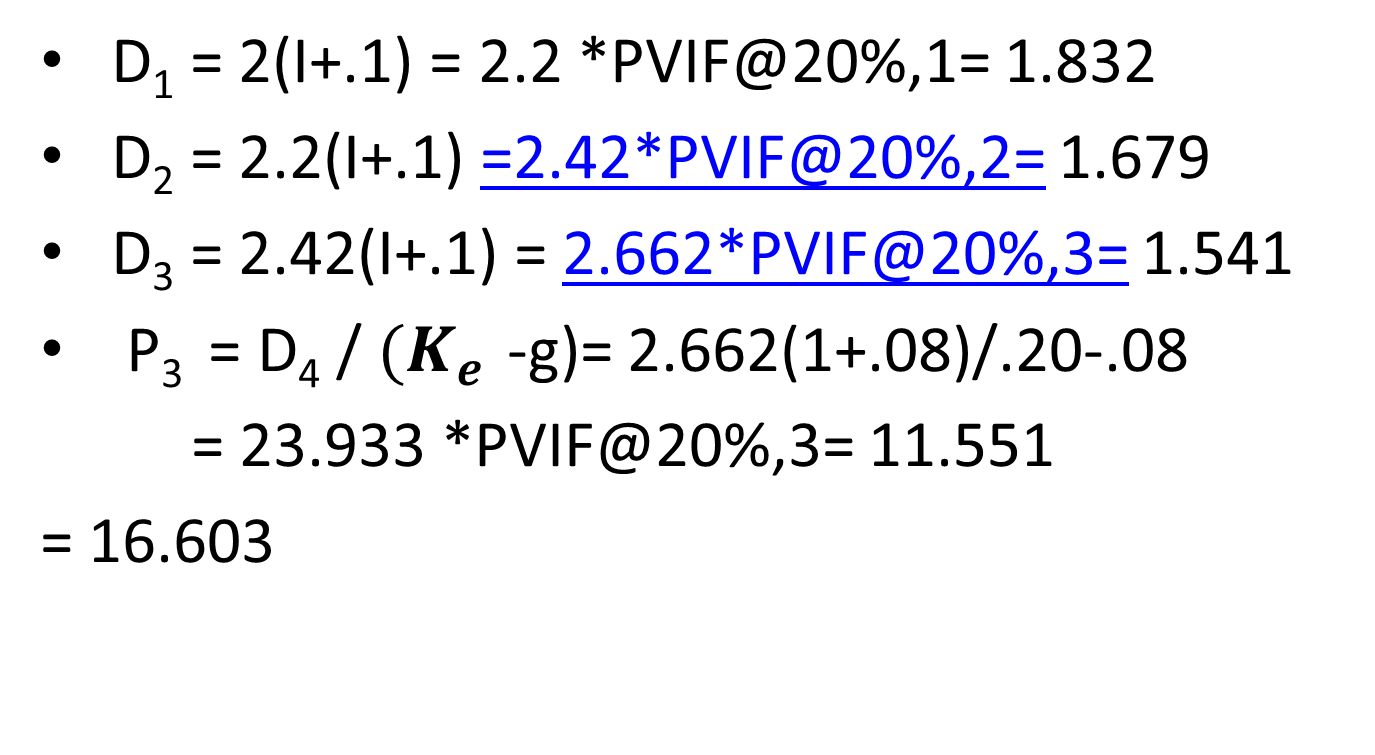 • D₁ = 2(I+.1) = 2.2 *PVIF@20%,1= 1.832
• D₂ = 2.2(I+.1) =2.42*PVIF@20%,2= 1.679
• D₃ = 2.42(I+.1) = 2.662*PVIF@20%,3= 1.541
• P₃ = D₄ / (𝑲ₑ -g)= 2.662(1+.08)/.20-.08
= 23.933 *PVIF@20%,3= 11.551
= 16.603